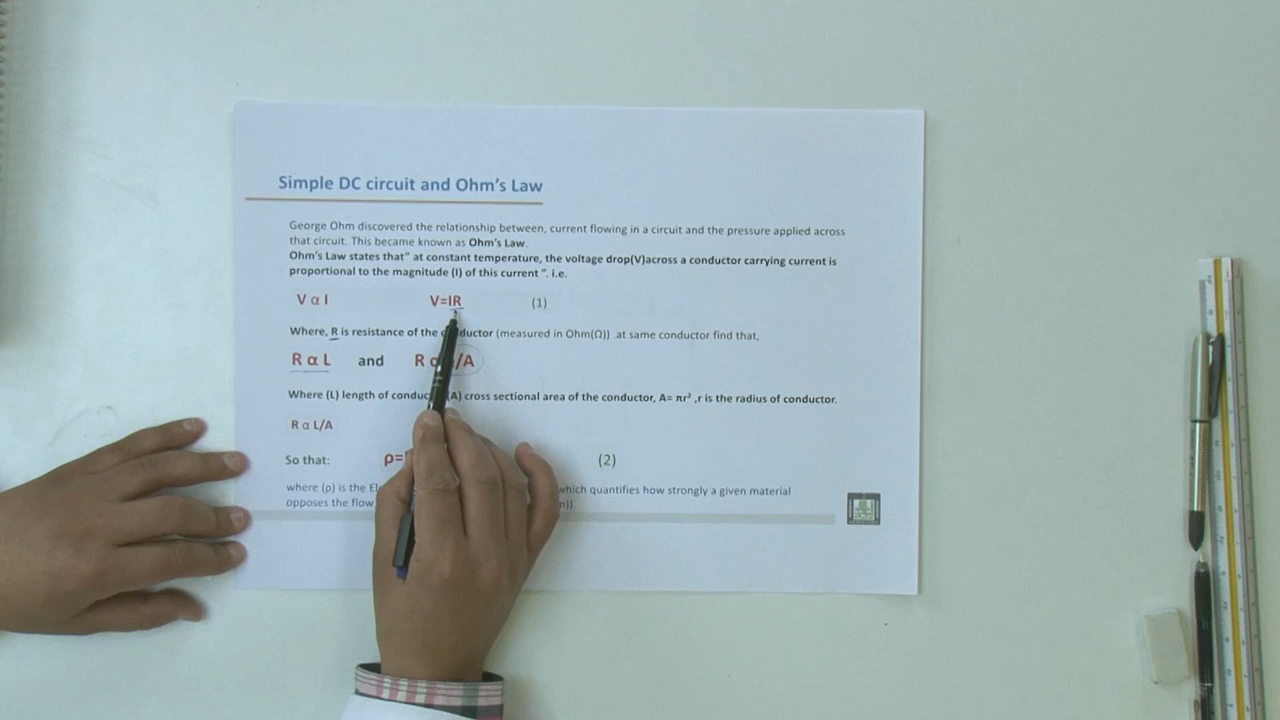 Simple DC circuit and Ohm's Law
George Ohm discovered the relationship between, current flowing in a circuit and the pressure applied across
that circuit. This became known as Ohm's Law.
Ohm's Law states that" at constant temperature, the voltage drop(V)across a conductor carrying current is
proportional to the magnitude (I) of this current ". i.e.
V α I V=IR (1)
Where, R is resistance of the ductor (measured in Ohm(Ω)) .at same conductor find that,
R α L and R α /A
Where (L) length of conduc (A) cross sectional area of the conductor, A= πr² ,r is the radius of conductor.
R α L/A
So that: ρ= (2)
where (ρ) is the El which quantifies how strongly a given material
opposes the flow